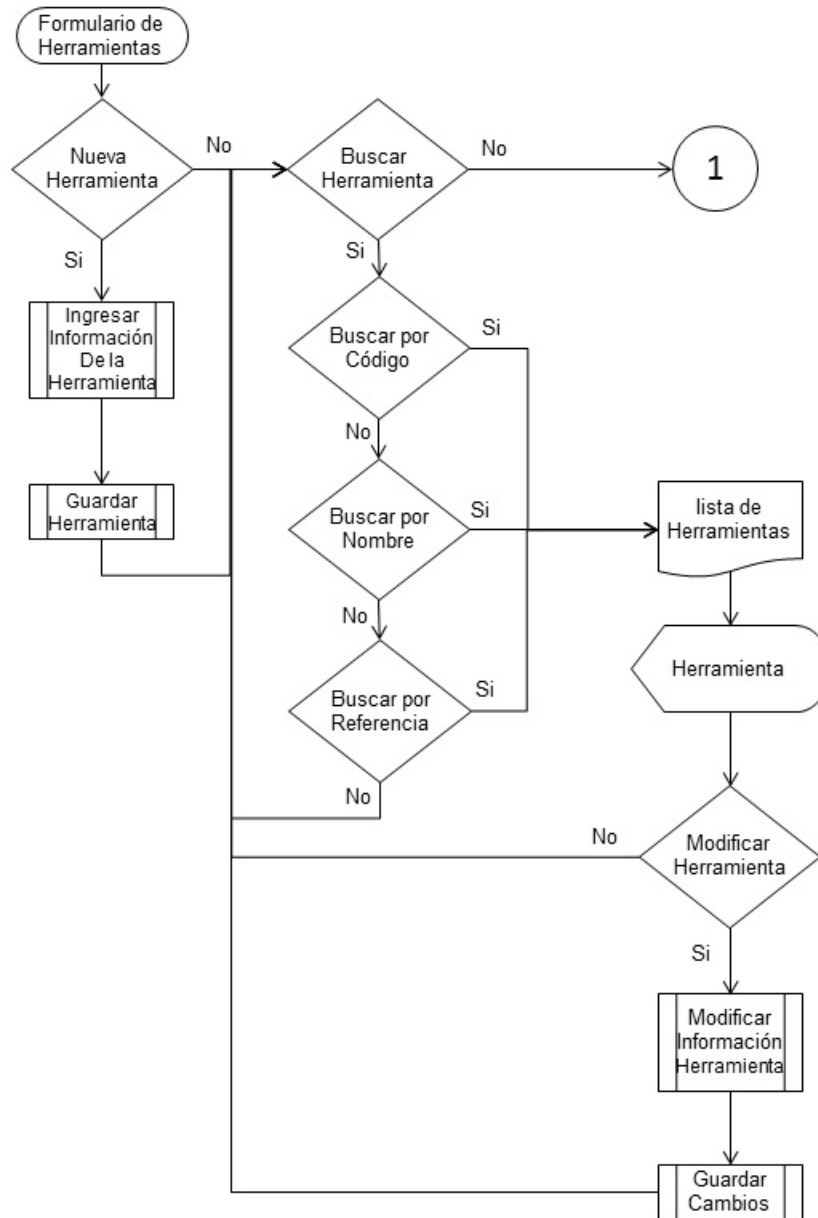 Formulario de
Herramientas
Nueva
Herramienta
No
Si
Ingresar
Información
De la
Herramienta
Guardar
Herramienta
Buscar
Herramienta
No
1
Si
Buscar por
Código
Si
No
Buscar por
Nombre
Si
No
Buscar por
Referencia
Si
No
lista de
Herramientas
Herramienta
Modificar
Herramienta
No
Si
Modificar
Información
Herramienta
Guardar
Cambios